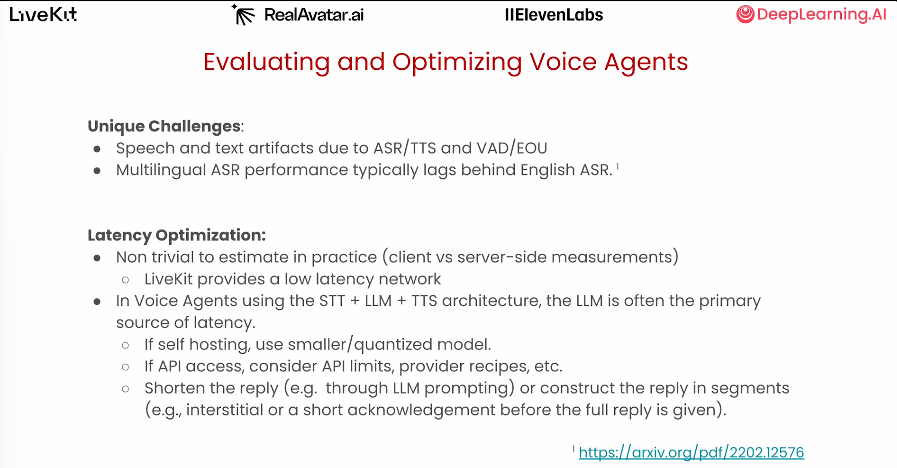 LiveKit
RealAvatar.ai
IIElevenLabs
DeepLearning.AI
Evaluating and Optimizing Voice Agents
Unique Challenges:
● Speech and text artifacts due to ASR/TTS and VAD/EOU
● Multilingual ASR performance typically lags behind English ASR. ¹
Latency Optimization:
● Non trivial to estimate in practice (client vs server-side measurements)
○ LiveKit provides a low latency network
● In Voice Agents using the STT + LLM + TTS architecture, the LLM is often the primary
source of latency.
○ If self hosting, use smaller/quantized model.
○ If API access, consider API limits, provider recipes, etc.
○ Shorten the reply (e.g. through LLM prompting) or construct the reply in segments
(e.g., interstitial or a short acknowledgement before the full reply is given).
¹ https://arxiv.org/pdf/2202.12576